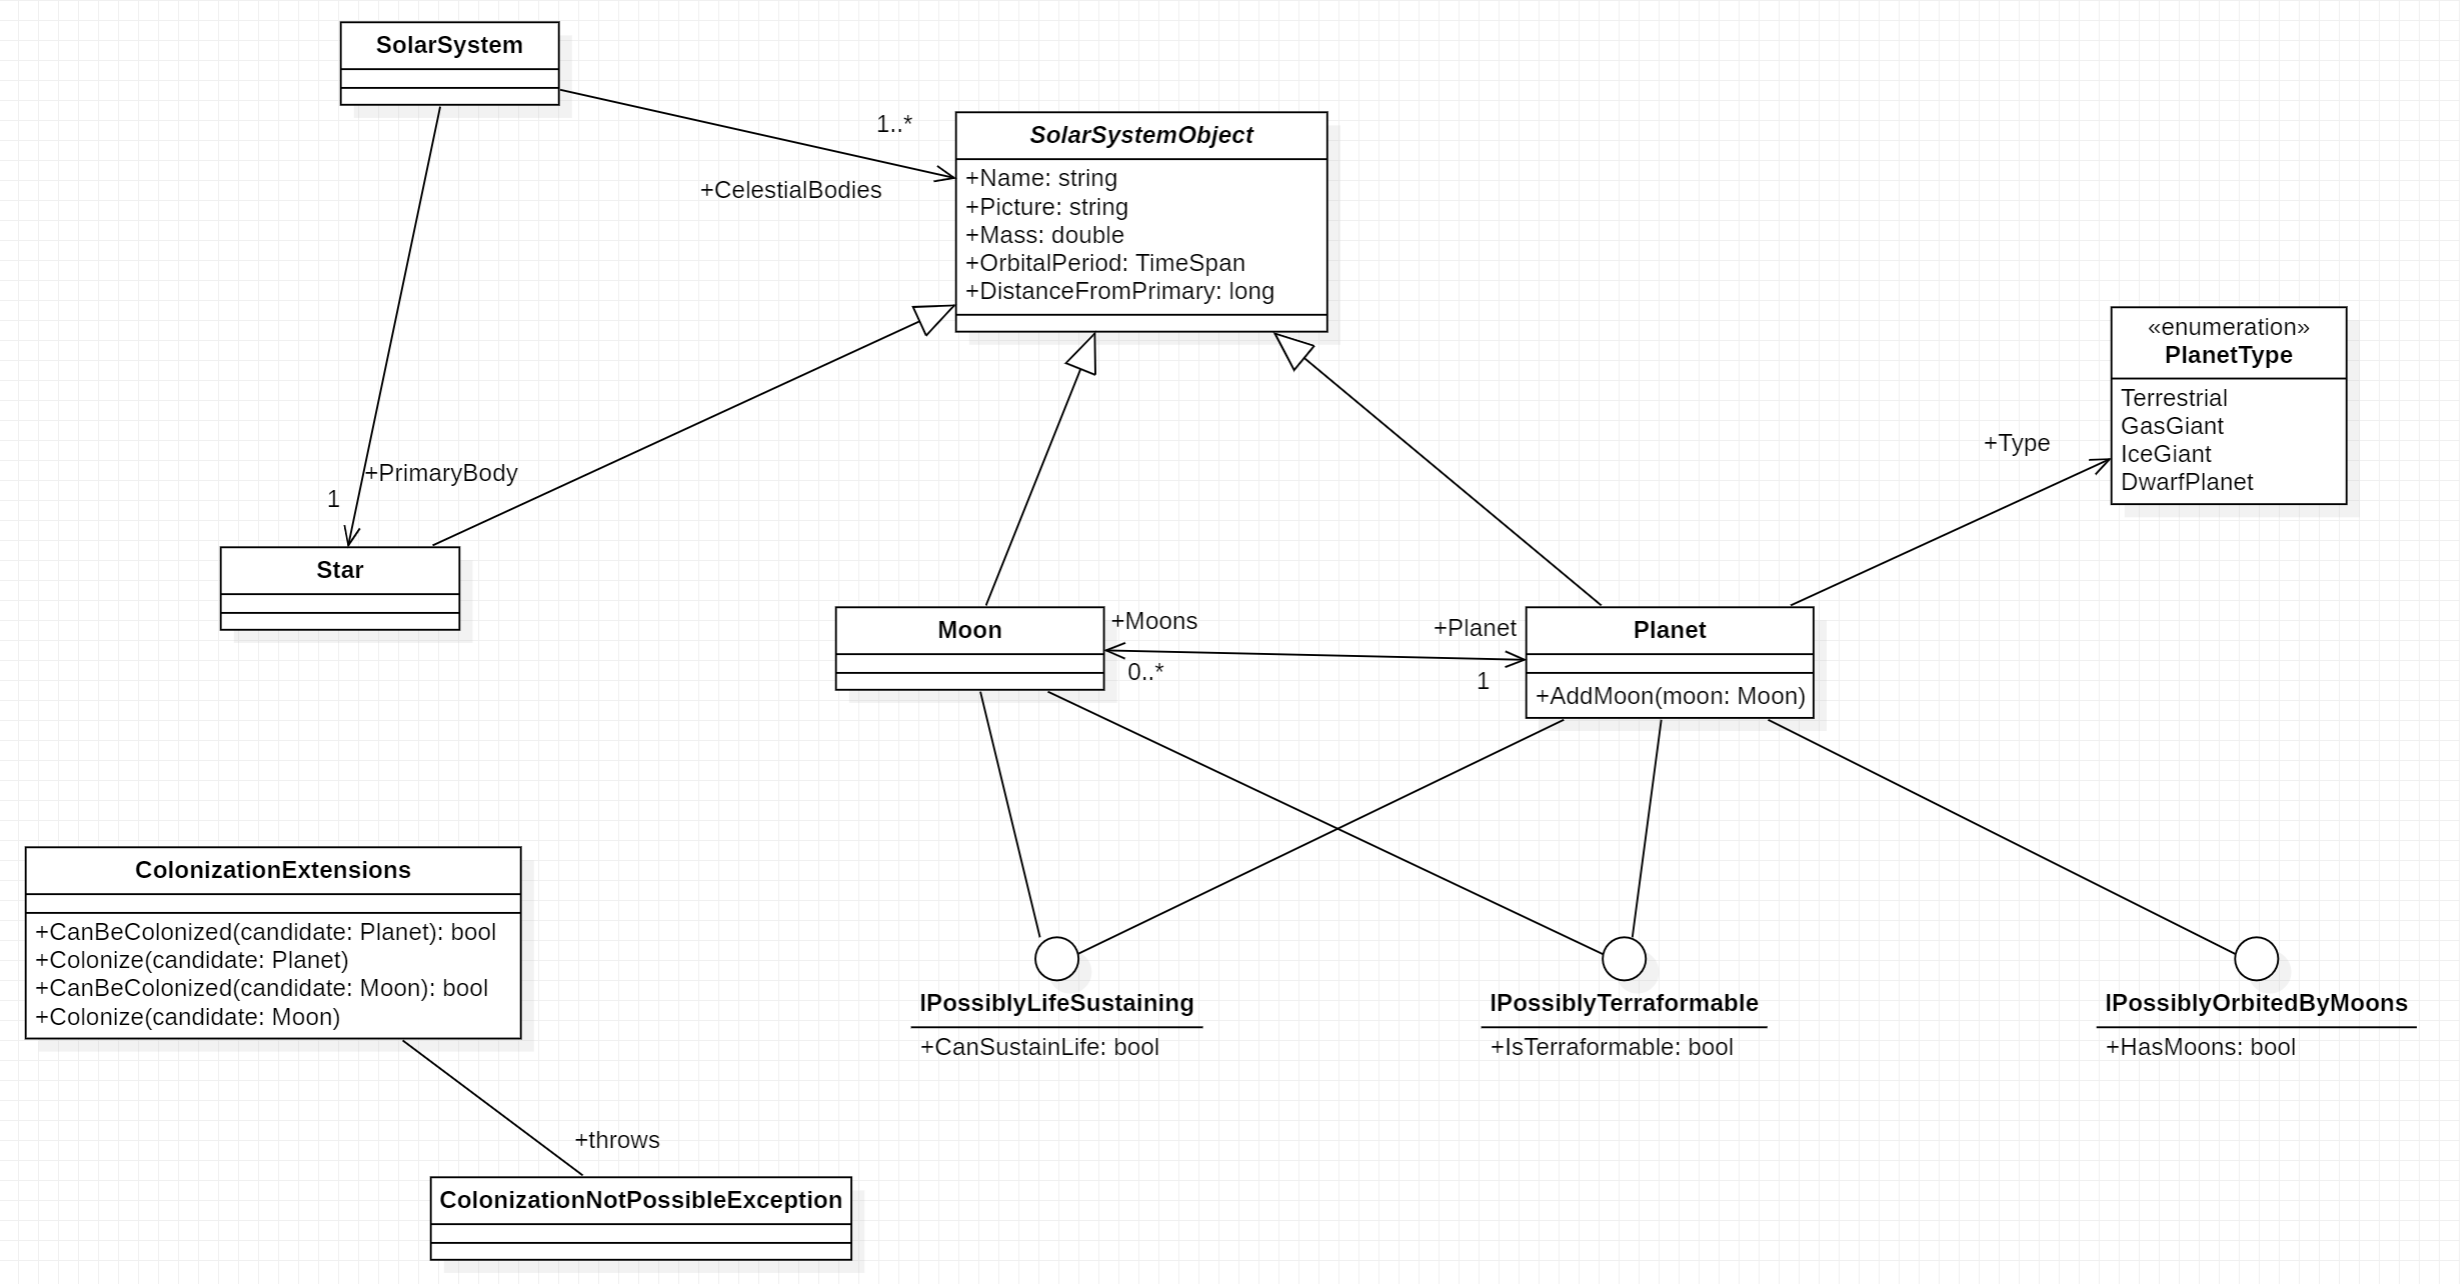 SolarSystem
1..*
+CelestialBodies
SolarSystemObject
+Name: string
+Picture: string
+Mass: double
+OrbitalPeriod: TimeSpan
+DistanceFromPrimary: long
«enumeration»
PlanetType
Terrestrial
GasGiant
IceGiant
DwarfPlanet
+Type
+PrimaryBody
1
Star
Moon
+Moons
0..*
+Planet
1
Planet
+AddMoon(moon: Moon)
ColonizationExtensions
+CanBeColonized(candidate: Planet): bool
+Colonize(candidate: Planet)
+CanBeColonized(candidate: Moon): bool
+Colonize(candidate: Moon)
IPossiblyLifeSustaining
+CanSustainLife: bool
IPossiblyTerraformable
+IsTerraformable: bool
IPossiblyOrbitedByMoons
+HasMoons: bool
+throws
ColonizationNotPossibleException